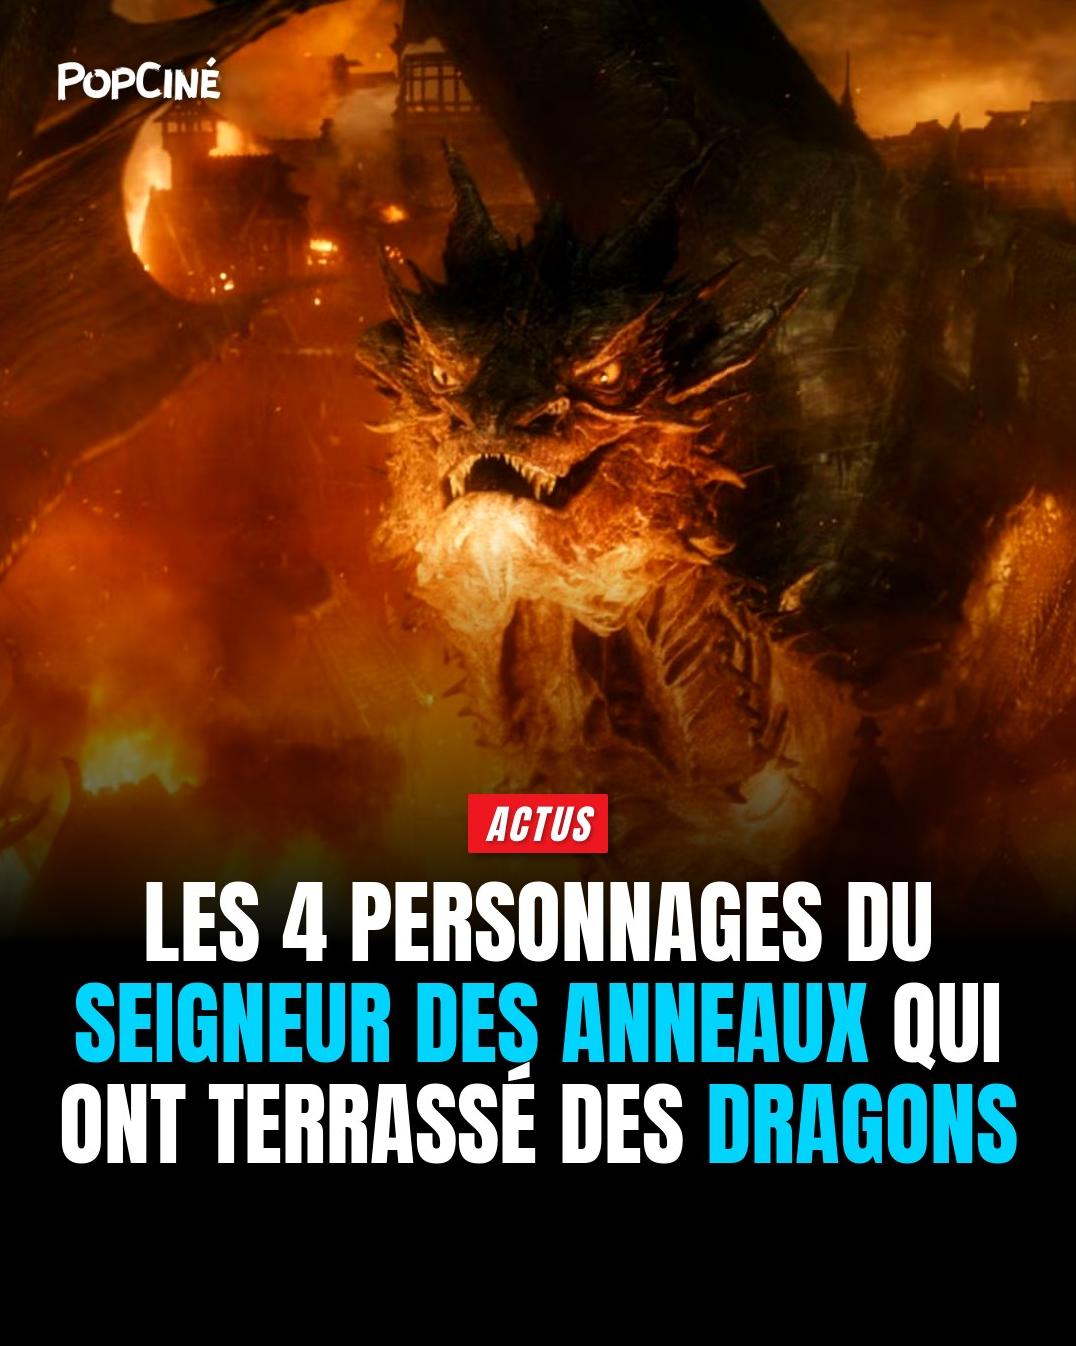 POPCINÉ
ACTUS
LES 4 PERSONNAGES DU
SEIGNEUR DES ANNEAUX QUI
ONT TERRASSÉ DES DRAGONS